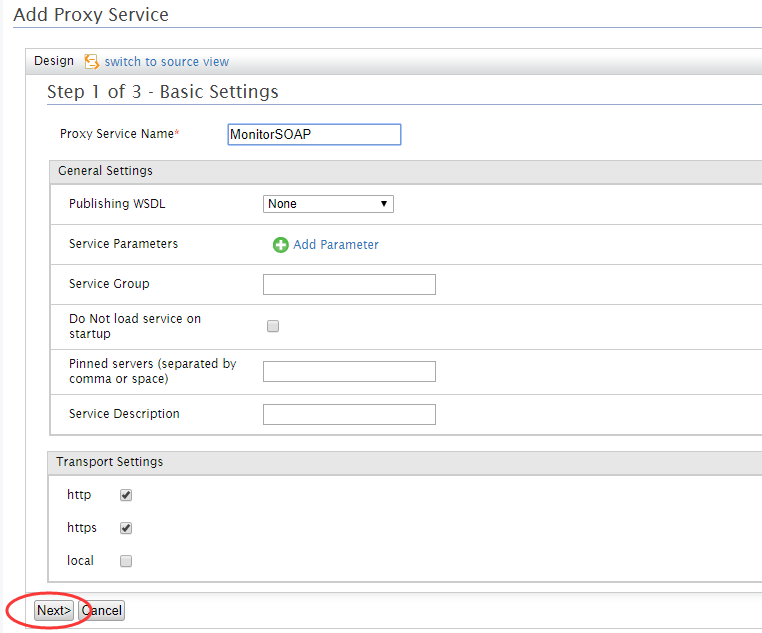 Add Proxy Service
Design switch to source view
Step 1 of 3 - Basic Settings
Proxy Service Name* MonitorSOAP
General Settings
Publishing WSDL None
Service Parameters Add Parameter
Service Group
Do Not load service on
startup
Pinned servers (separated by
comma or space)
Service Description
Transport Settings
http
https
local
Next> Cancel